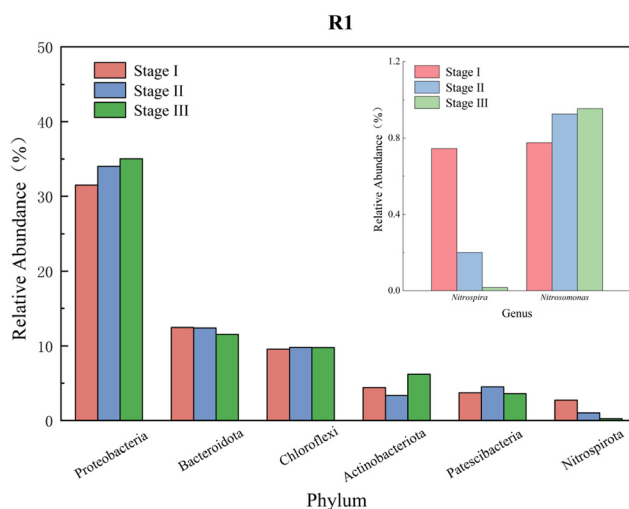 R1
Relative Abundance（%）
50
40
30
20
10
0
Stage I
Stage II
Stage III
Proteobacteria
Bacteroidota
Chloroflexi
Actinobacteriota
Patescibacteria
Nitrospirota
Phylum
Relative Abundance（%）
1.2
0.8
0.4
0.0
Stage I
Stage II
Stage III
Nitrospira
Nitrosomonas
Genus